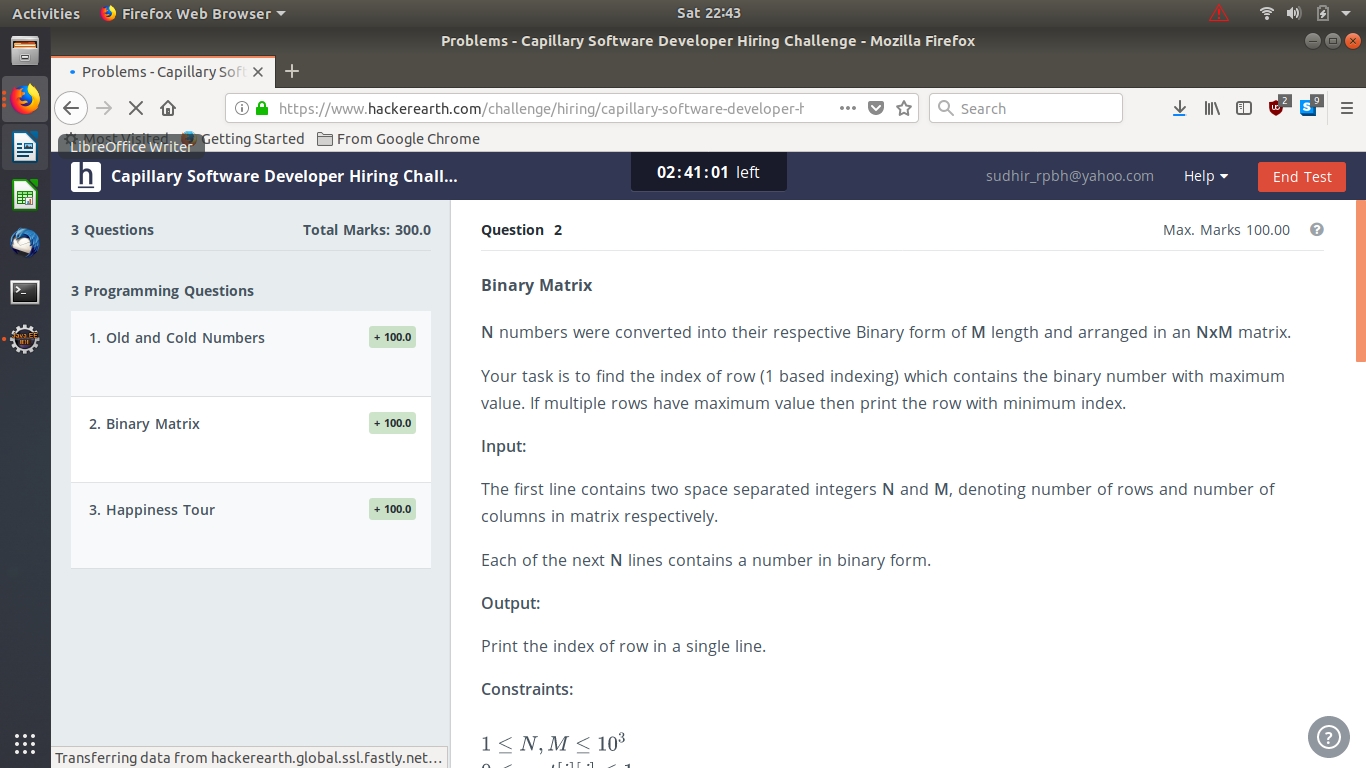 Activities Firefox Web Browser Sat 22:43
Problems - Capillary Software Developer Hiring Challenge - Mozilla Firefox
Problems - Capillary Soft
https://www.hackerearth.com/challenge/hiring/capillary-software-developer-h Search 2 9
Most Visited Getting Started From Google Chrome
LibreOffice Writer
h Capillary Software Developer Hiring Chall... 02:41:01 left sudhir_rpbh@yahoo.com Help End Test
3 Questions Total Marks: 300.0
Question 2 Max. Marks 100.00 ?
3 Programming Questions
1. Old and Cold Numbers + 100.0
2. Binary Matrix + 100.0
3. Happiness Tour + 100.0
Binary Matrix
N numbers were converted into their respective Binary form of M length and arranged in an NxM matrix.
Your task is to find the index of row (1 based indexing) which contains the binary number with maximum
value. If multiple rows have maximum value then print the row with minimum index.
Input:
The first line contains two space separated integers N and M, denoting number of rows and number of
columns in matrix respectively.
Each of the next N lines contains a number in binary form.
Output:
Print the index of row in a single line.
Constraints:
1 ≤ N, M ≤ 10³
?
Transferring data from hackerearth.global.ssl.fastly.net...